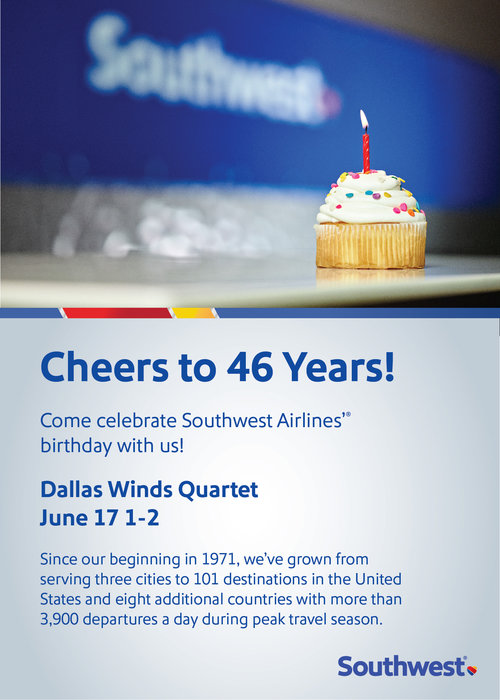 Southwest
Cheers to 46 Years!
Come celebrate Southwest Airlines’®
birthday with us!
Dallas Winds Quartet
June 17 1-2
Since our beginning in 1971, we’ve grown from
serving three cities to 101 destinations in the United
States and eight additional countries with more than
3,900 departures a day during peak travel season.
Southwest®